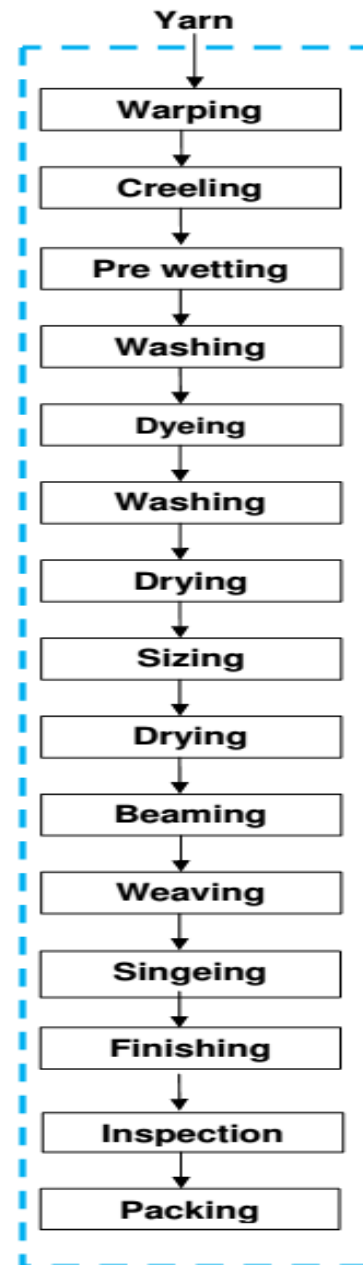 Yarn
Warping
Creeling
Pre wetting
Washing
Dyeing
Washing
Drying
Sizing
Drying
Beaming
Weaving
Singeing
Finishing
Inspection
Packing